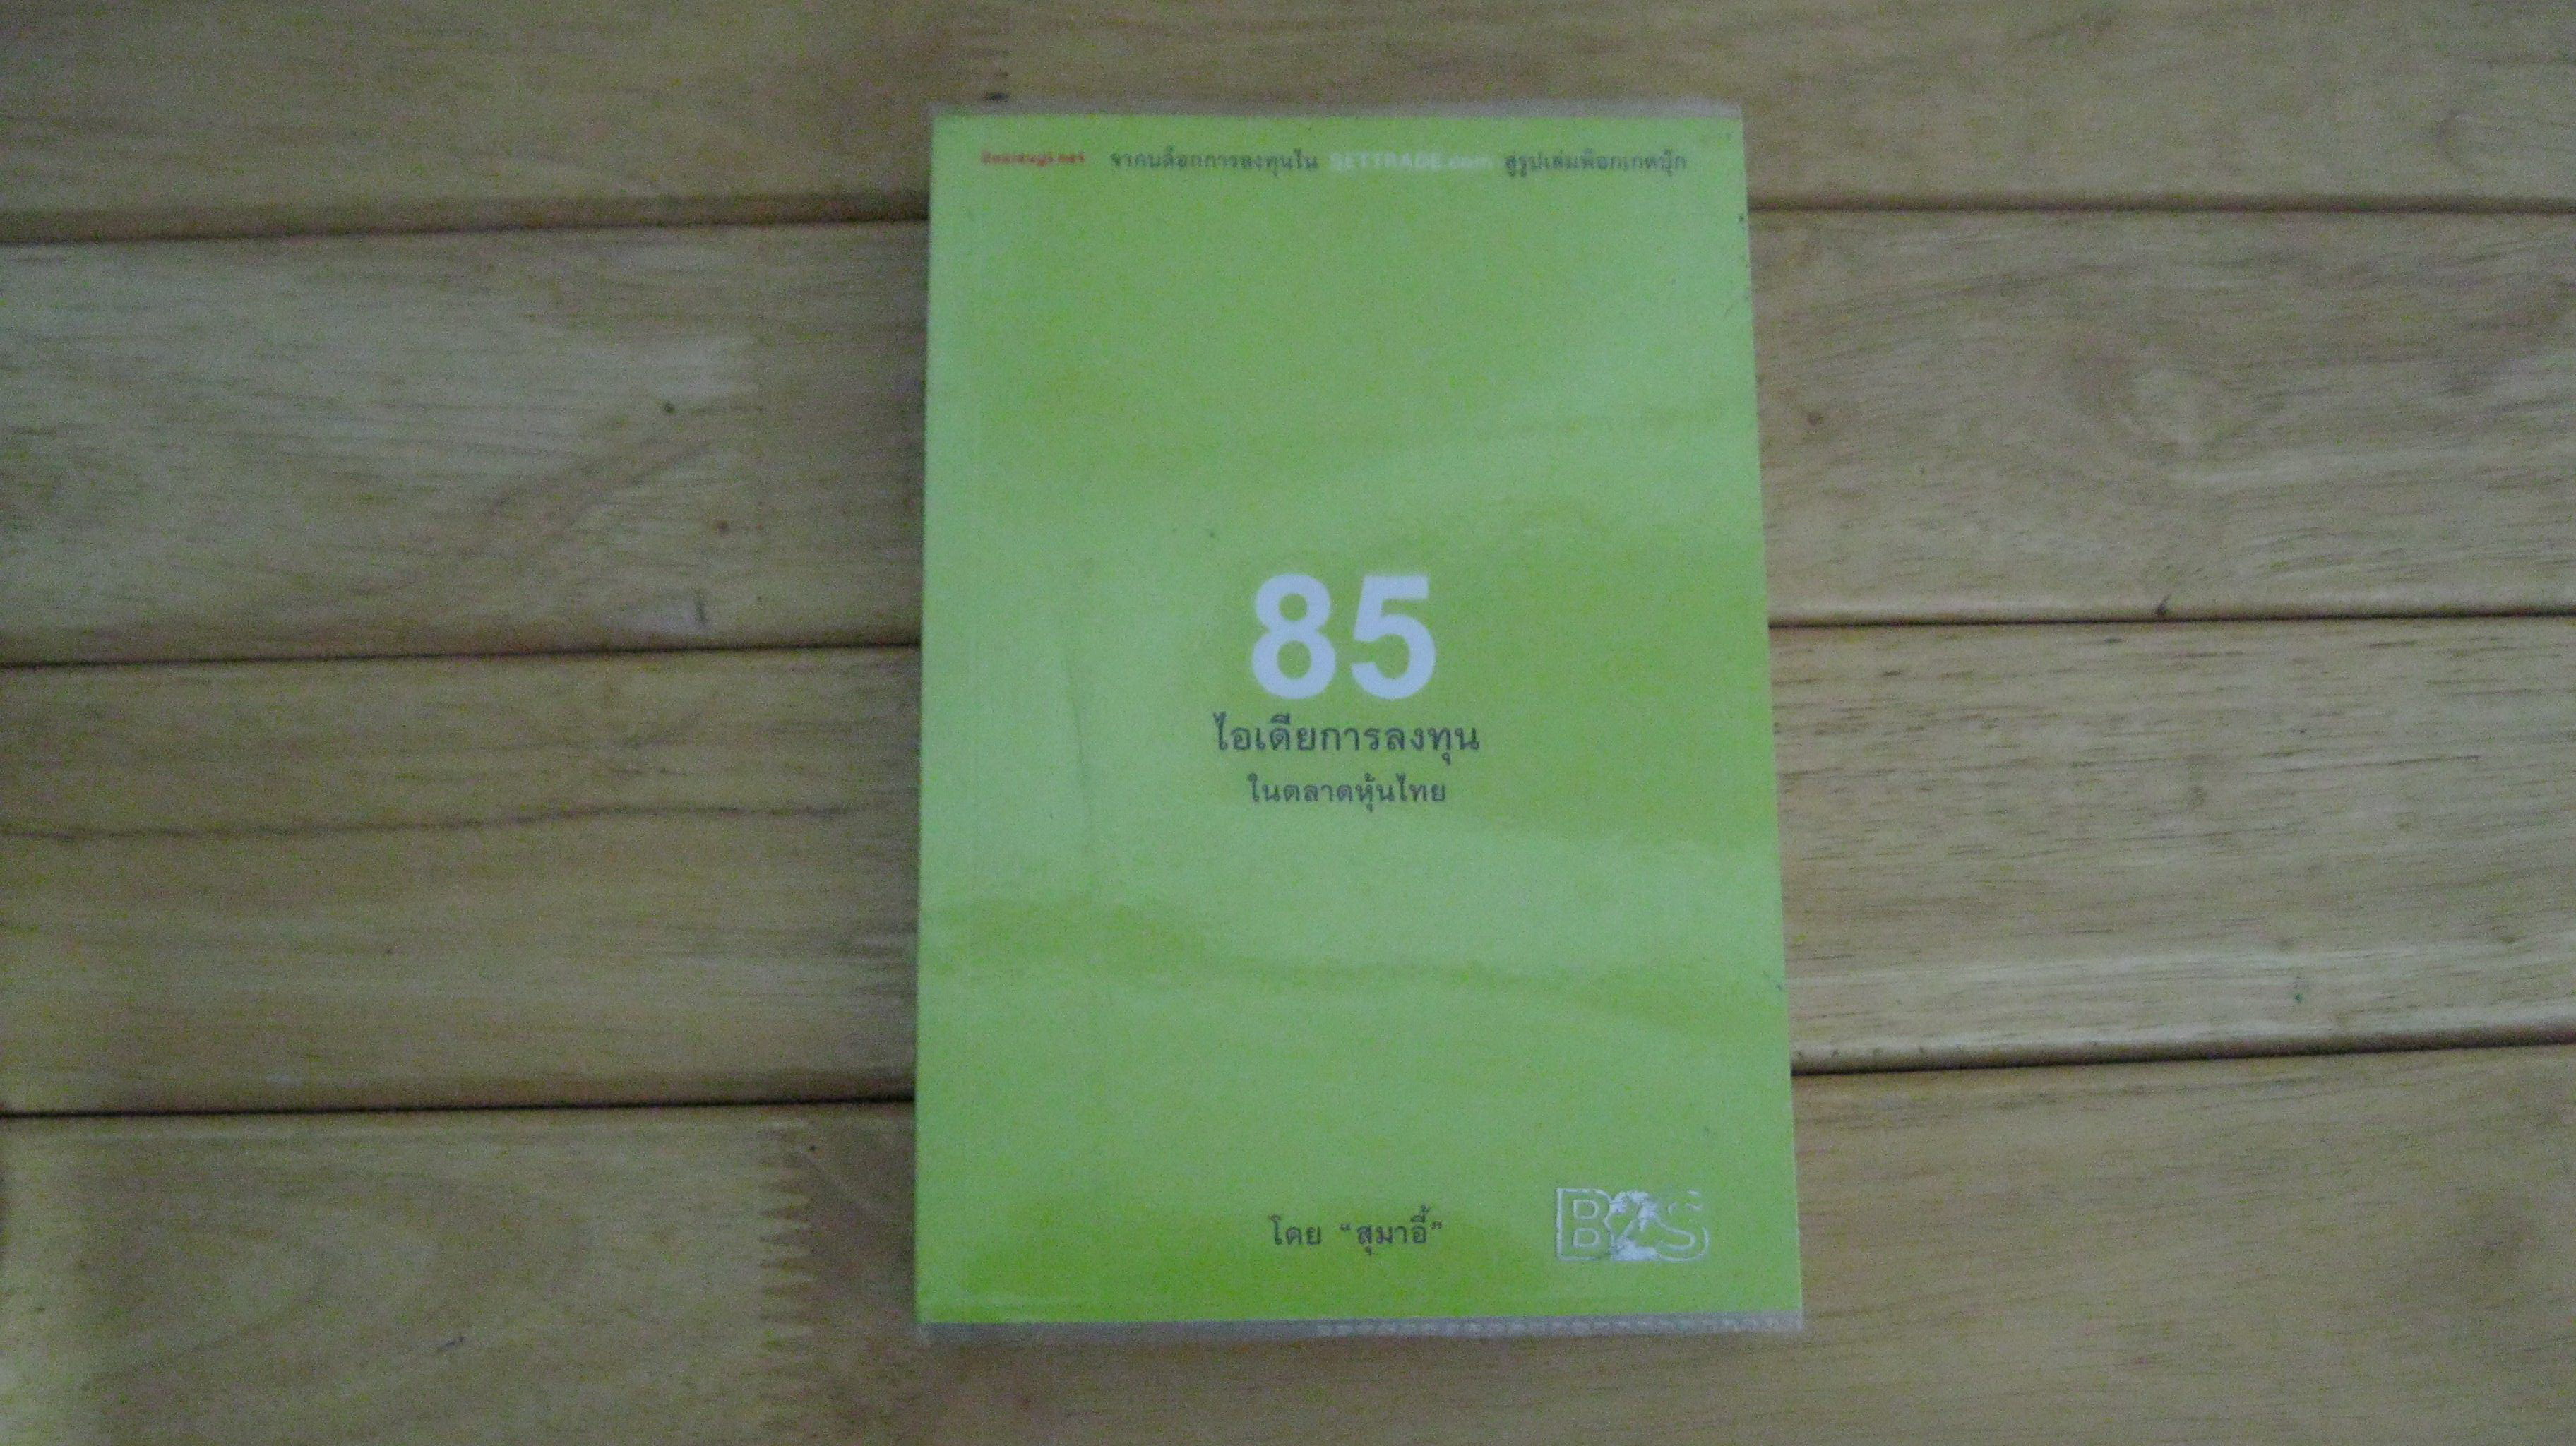 จากบล็อกการลงทุนใน SETTRADE.com สู่รูปเล่มพ็อกเกตบุ๊ก
85
ไอเดียการลงทุน
ในตลาดหุ้นไทย
โดย “สุมาอี้”
B2S